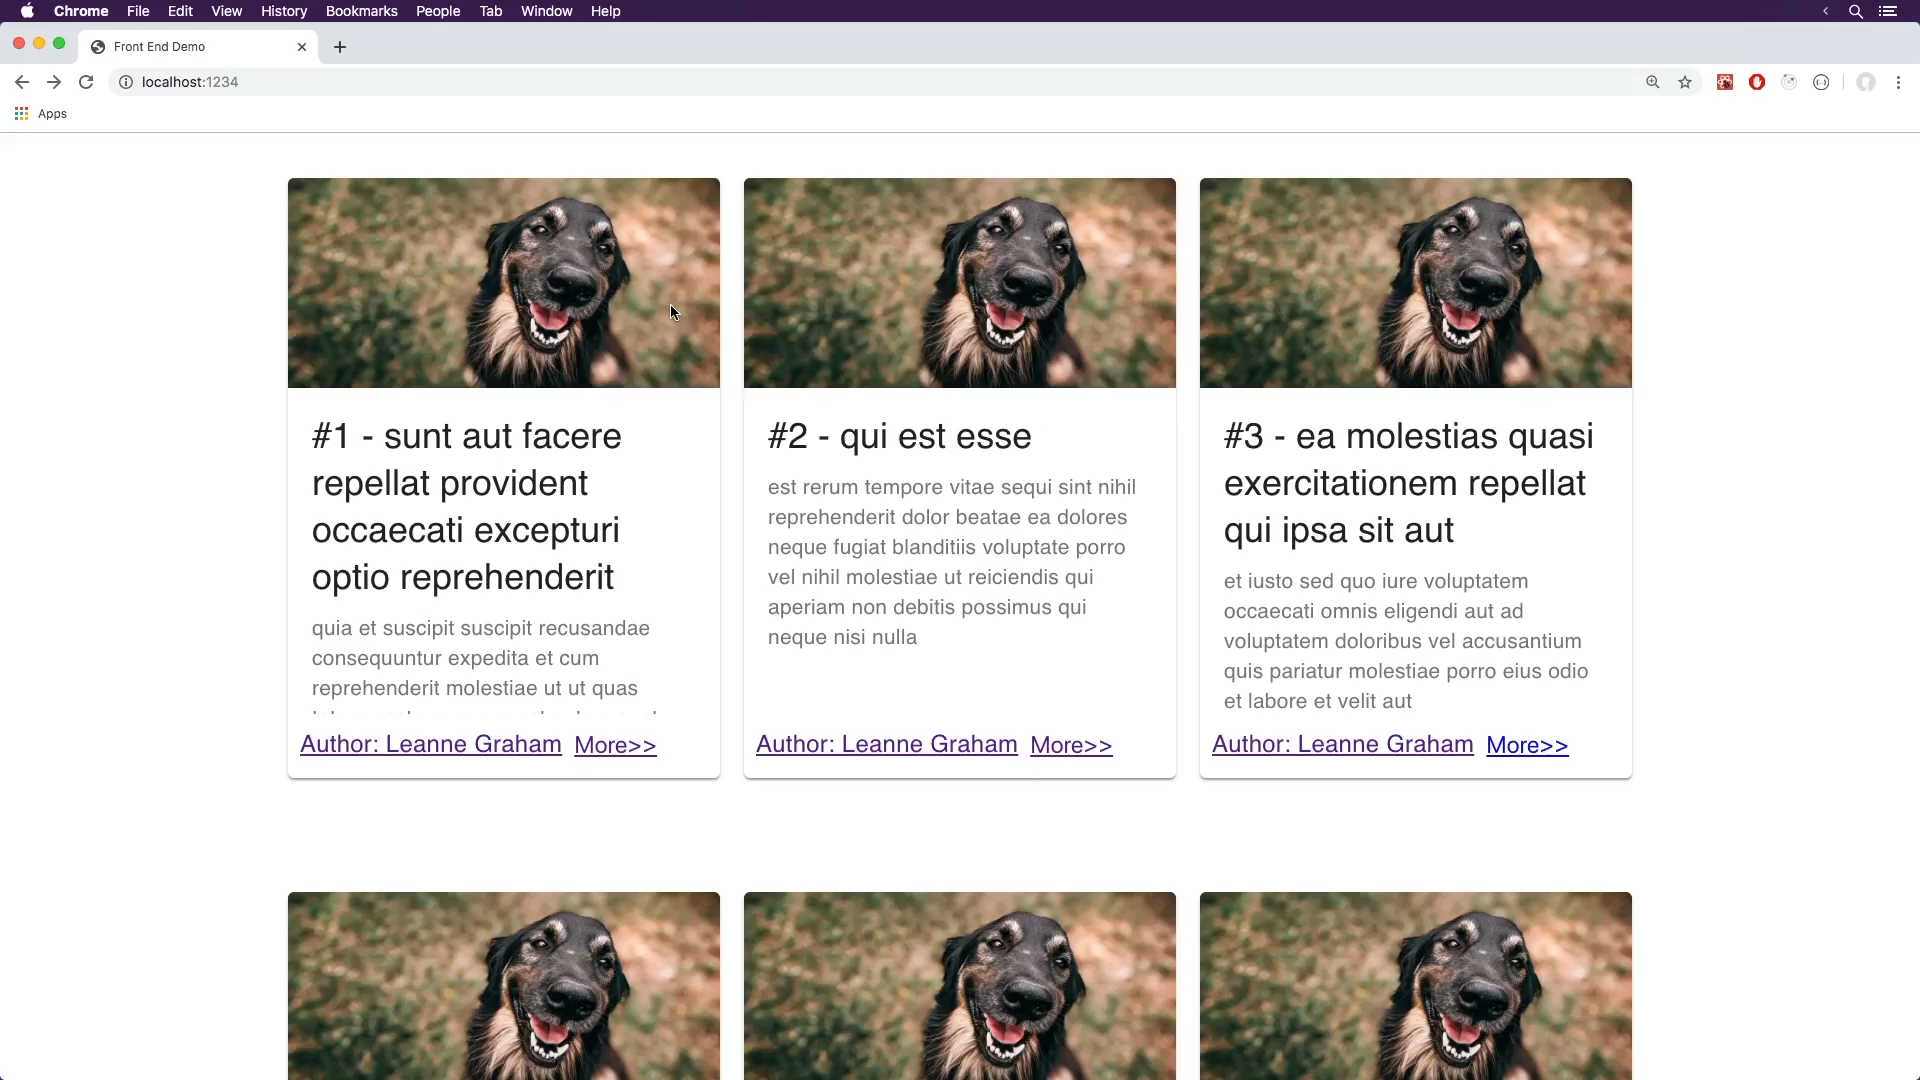 Chrome File Edit View History Bookmarks People Tab Window Help
Front End Demo
localhost:1234
Apps
#1 - sunt aut facere
repellat provident
occaecati excepturi
optio reprehenderit
quia et suscipit suscipit recusandae
consequuntur expedita et cum
reprehenderit molestiae ut ut quas
Author: Leanne Graham More>>
#2 - qui est esse
est rerum tempore vitae sequi sint nihil
reprehenderit dolor beatae ea dolores
neque fugiat blanditiis voluptate porro
vel nihil molestiae ut reiciendis qui
aperiam non debitis possimus qui
neque nisi nulla
Author: Leanne Graham More>>
#3 - ea molestias quasi
exercitationem repellat
qui ipsa sit aut
et iusto sed quo iure voluptatem
occaecati omnis eligendi aut ad
voluptatem doloribus vel accusantium
quis pariatur molestiae porro eius odio
et labore et velit aut
Author: Leanne Graham More>>